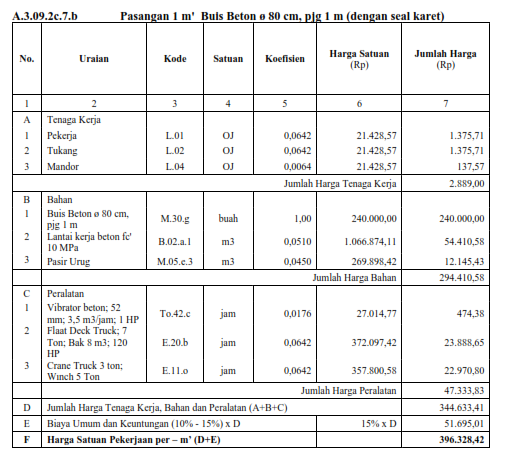 A.3.09.2c.7.b Pasangan 1 m' Buis Beton ø 80 cm, pjg 1 m (dengan seal karet)
No. Uraian Kode Satuan Koefisien Harga Satuan (Rp) Jumlah Harga (Rp)
1 2 3 4 5 6 7
A Tenaga Kerja
1 Pekerja L.01 OJ 0,0642 21.428,57 1.375,71
2 Tukang L.02 OJ 0,0642 21.428,57 1.375,71
3 Mandor L.04 OJ 0,0064 21.428,57 137,57
Jumlah Harga Tenaga Kerja 2.889,00
B Bahan
1 Buis Beton ø 80 cm, pjg 1 m M.30.g buah 1,00 240.000,00 240.000,00
2 Lantai kerja beton fc' 10 MPa B.02.a.1 m3 0,0510 1.066.874,11 54.410,58
3 Pasir Urug M.05.e.3 m3 0,0450 269.898,42 12.145,43
Jumlah Harga Bahan 294.410,58
C Peralatan
1 Vibrator beton; 52 mm; 3,5 m3/jam; 1 HP To.42.c jam 0,0176 27.014,77 474,38
2 Flaat Deck Truck; 7 Ton; Bak 8 m3; 120 HP E.20.b jam 0,0642 372.097,42 23.888,65
3 Crane Truck 3 ton; Winch 5 Ton E.11.o jam 0,0642 357.800,58 22.970,80
Jumlah Harga Peralatan 47.333,83
D Jumlah Harga Tenaga Kerja, Bahan dan Peralatan (A+B+C) 344.633,41
E Biaya Umum dan Keuntungan (10% - 15%) x D 15% x D 51.695,01
F Harga Satuan Pekerjaan per – m' (D+E) 396.328,42